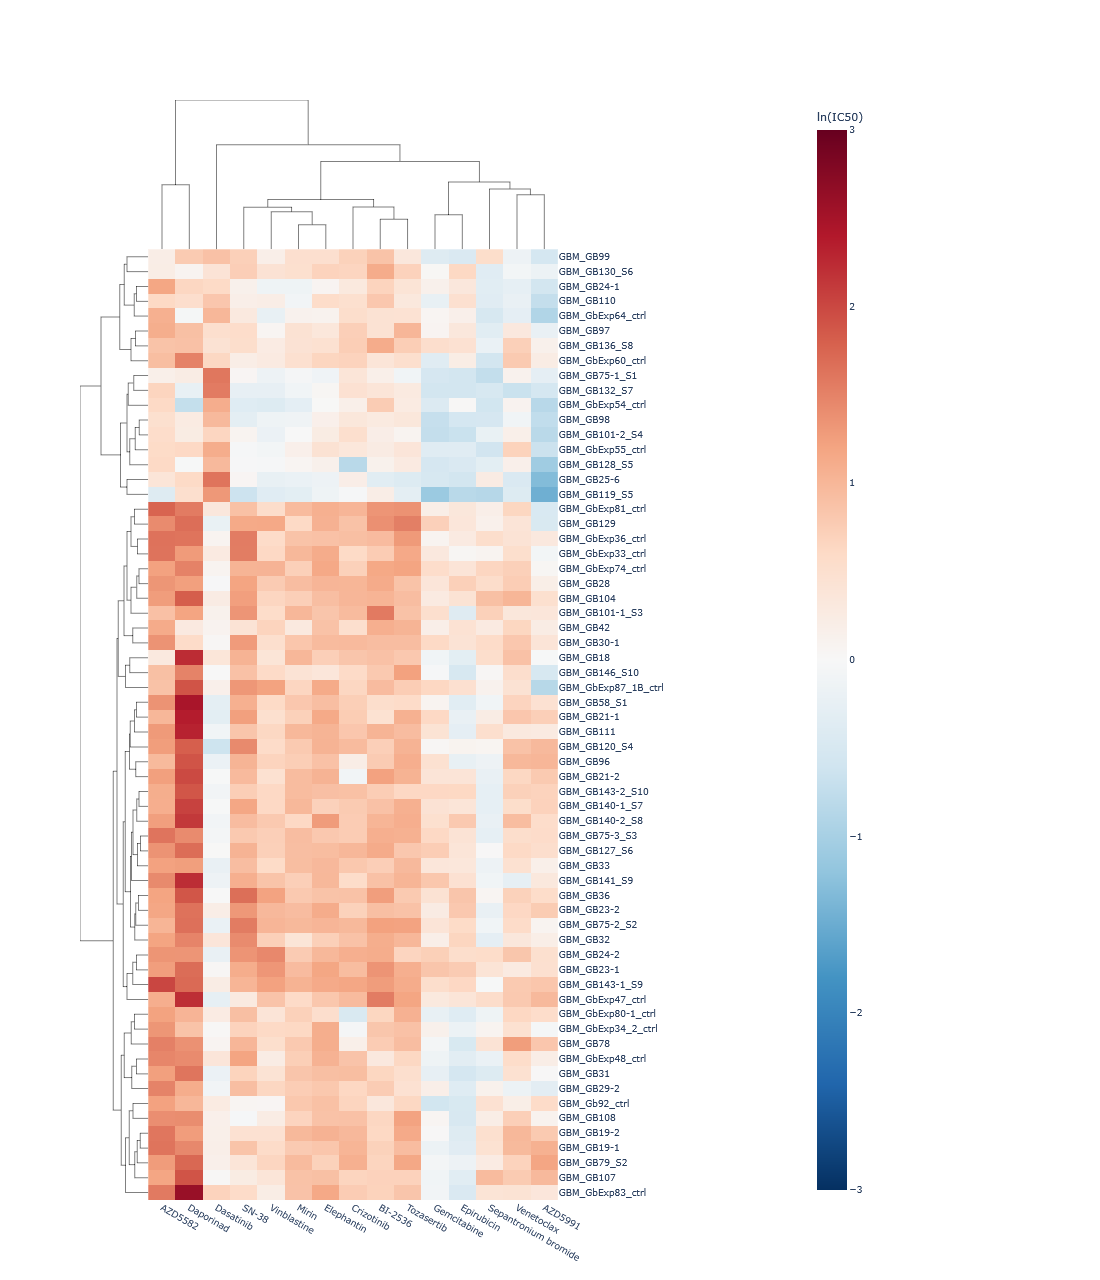 ln(IC50)
3
2
1
0
−1
−2
−3
GBM_GB99
GBM_GB130_S6
GBM_GB24-1
GBM_GB110
GBM_GbExp64_ctrl
GBM_GB97
GBM_GB136_S8
GBM_GbExp60_ctrl
GBM_GB75-1_S1
GBM_GB132_S7
GBM_GbExp54_ctrl
GBM_GB98
GBM_GB101-2_S4
GBM_GbExp55_ctrl
GBM_GB128_S5
GBM_GB25-6
GBM_GB119_S5
GBM_GbExp81_ctrl
GBM_GB129
GBM_GbExp36_ctrl
GBM_GbExp33_ctrl
GBM_GbExp74_ctrl
GBM_GB28
GBM_GB104
GBM_GB101-1_S3
GBM_GB42
GBM_GB30-1
GBM_GB18
GBM_GB146_S10
GBM_GbExp87_1B_ctrl
GBM_GB58_S1
GBM_GB21-1
GBM_GB111
GBM_GB120_S4
GBM_GB96
GBM_GB21-2
GBM_GB143-2_S10
GBM_GB140-1_S7
GBM_GB140-2_S8
GBM_GB75-3_S3
GBM_GB127_S6
GBM_GB33
GBM_GB141_S9
GBM_GB36
GBM_GB23-2
GBM_GB75-2_S2
GBM_GB32
GBM_GB24-2
GBM_GB23-1
GBM_GB143-1_S9
GBM_GbExp47_ctrl
GBM_GbExp80-1_ctrl
GBM_GbExp34_2_ctrl
GBM_GB78
GBM_GbExp48_ctrl
GBM_GB31
GBM_GB29-2
GBM_Gb92_ctrl
GBM_GB108
GBM_GB19-2
GBM_GB19-1
GBM_GB79_S2
GBM_GB107
GBM_GbExp83_ctrl
AZD5582
Daporinad
Dasatinib
SN-38
Vinblastine
Mirin
Elephantin
Crizotinib
BI-2536
Tozasertib
Gemcitabine
Epirubicin
Sepantronium bromide
Venetoclax
AZD5991